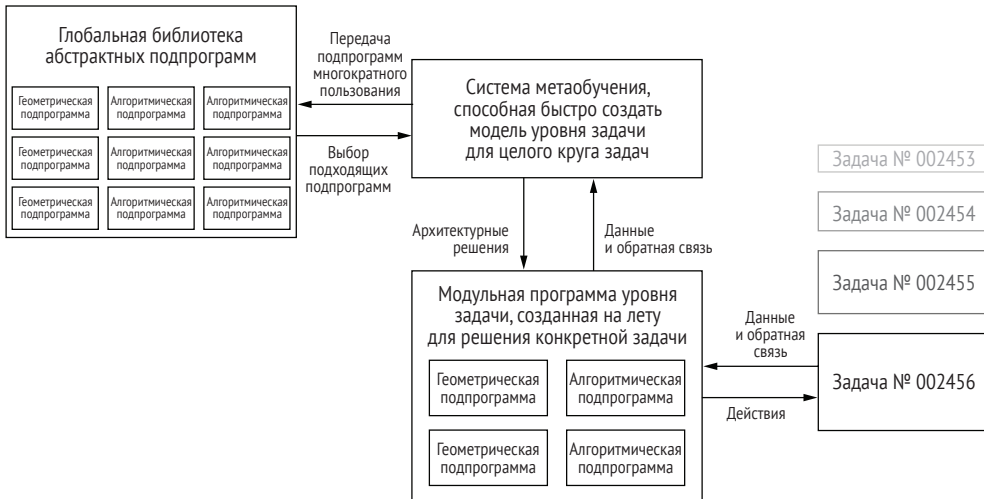 Глобальная библиотека
абстрактных подпрограмм
Геометрическая
подпрограмма
Алгоритмическая
подпрограмма
Алгоритмическая
подпрограмма
Геометрическая
подпрограмма
Алгоритмическая
подпрограмма
Алгоритмическая
подпрограмма
Геометрическая
подпрограмма
Алгоритмическая
подпрограмма
Алгоритмическая
подпрограмма
Передача
подпрограмм
многократного
пользования
Выбор
подходящих
подпрограмм
Система метаобучения,
способная быстро создать
модель уровня задачи
для целого круга задач
Архитектурные
решения
Данные
и обратная связь
Модульная программа уровня
задачи, созданная на лету
для решения конкретной задачи
Геометрическая
подпрограмма
Алгоритмическая
подпрограмма
Геометрическая
подпрограмма
Алгоритмическая
подпрограмма
Данные
и обратная
связь
Действия
Задача № 002453
Задача № 002454
Задача № 002455
Задача № 002456